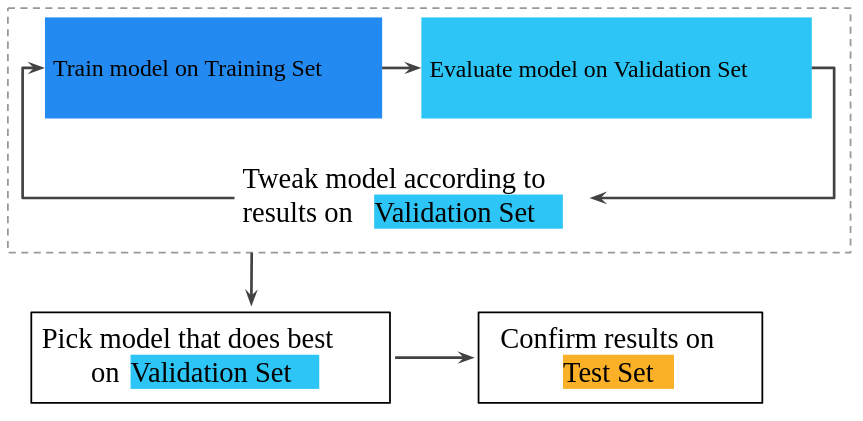 Train model on Training Set
Evaluate model on Validation Set
Tweak model according to
results on Validation Set
Pick model that does best
on Validation Set
Confirm results on
Test Set